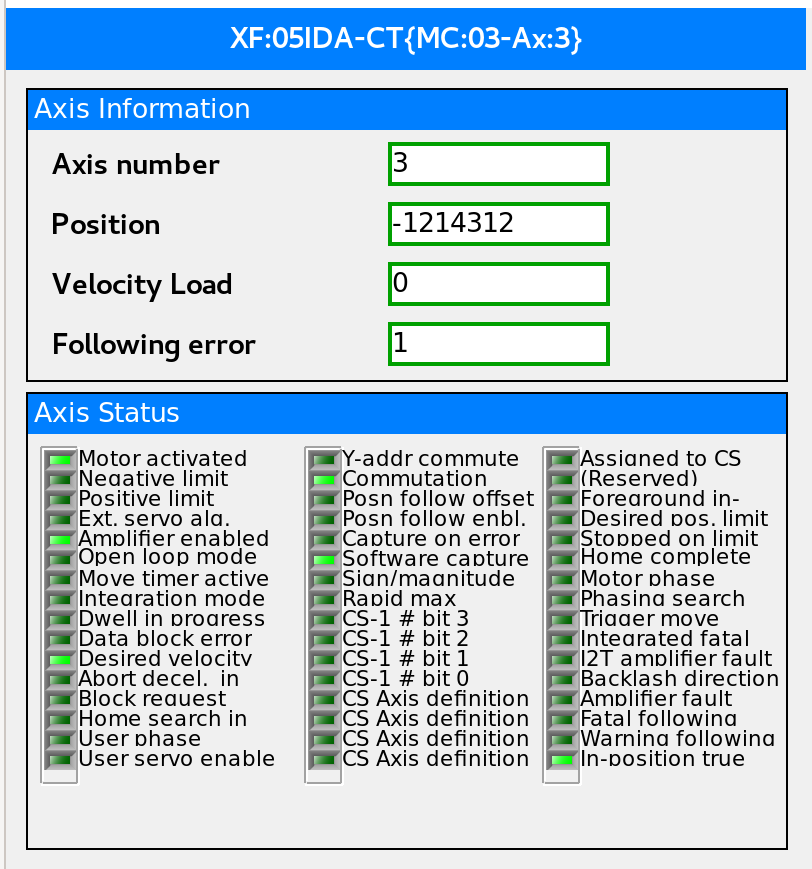 XF:05IDA-CT{MC:03-Ax:3}
Axis Information
Axis number
3
Position
-1214312
Velocity Load
0
Following error
1
Axis Status
Motor activated
Negative limit
Positive limit
Ext. servo alg.
Amplifier enabled
Open loop mode
Move timer active
Integration mode
Dwell in progress
Data block error
Desired velocity
Abort decel. in
Block request
Home search in
User phase
User servo enable
Y-addr commute
Commutation
Posn follow offset
Posn follow enbl.
Capture on error
Software capture
Sign/magnitude
Rapid max
CS-1 # bit 3
CS-1 # bit 2
CS-1 # bit 1
CS-1 # bit 0
CS Axis definition
CS Axis definition
CS Axis definition
CS Axis definition
Assigned to CS
(Reserved)
Foreground in-
Desired pos. limit
Stopped on limit
Home complete
Motor phase
Phasing search
Trigger move
Integrated fatal
I2T amplifier fault
Backlash direction
Amplifier fault
Fatal following
Warning following
In-position true